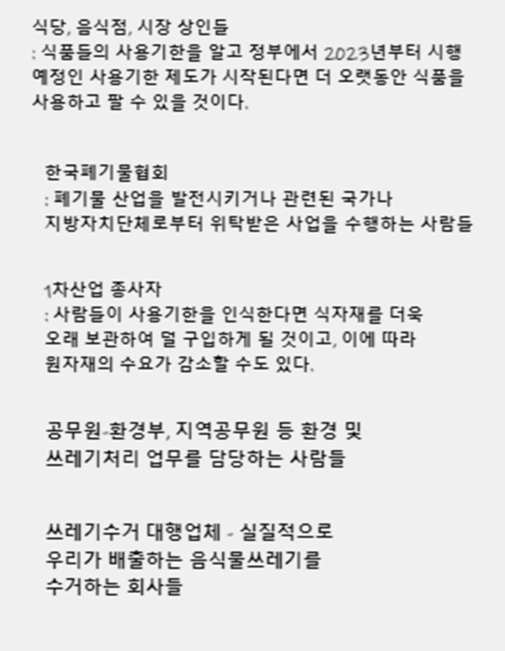 식당, 음식점, 시장 상인들
: 식품들의 사용기한을 알고 정부에서 2023년부터 시행
예정인 사용기한 제도가 시작된다면 더 오랫동안 식품을
사용하고 팔 수 있을 것이다.
한국폐기물협회
: 폐기물 산업을 발전시키거나 관련된 국가나
지방자치단체로부터 위탁받은 사업을 수행하는 사람들
1차산업 종사자
: 사람들이 사용기한을 인식한다면 식자재를 더욱
오래 보관하여 덜 구입하게 될 것이고, 이에 따라
원자재의 수요가 감소할 수도 있다.
공무원-환경부, 지역공무원 등 환경 및
쓰레기처리 업무를 담당하는 사람들
쓰레기수거 대행업체 - 실질적으로
우리가 배출하는 음식물쓰레기를
수거하는 회사들